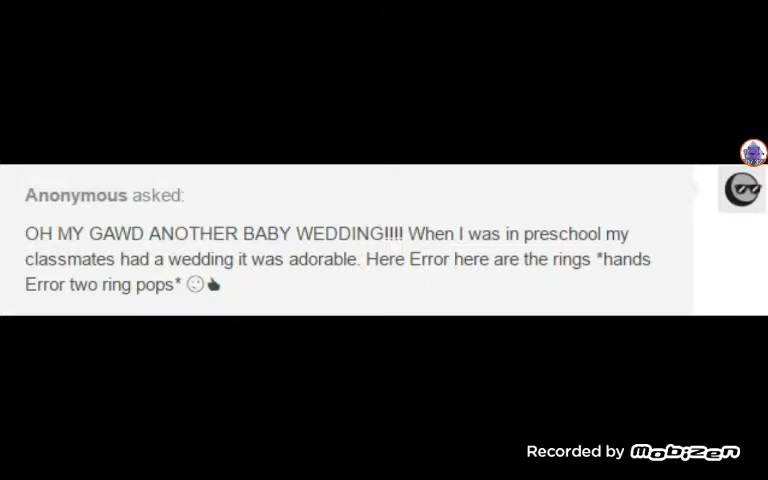 Anonymous asked:
OH MY GAWD ANOTHER BABY WEDDING!!!! When I was in preschool my
classmates had a wedding it was adorable. Here Error here are the rings *hands
Error two ring pops*
Recorded by Mobizen